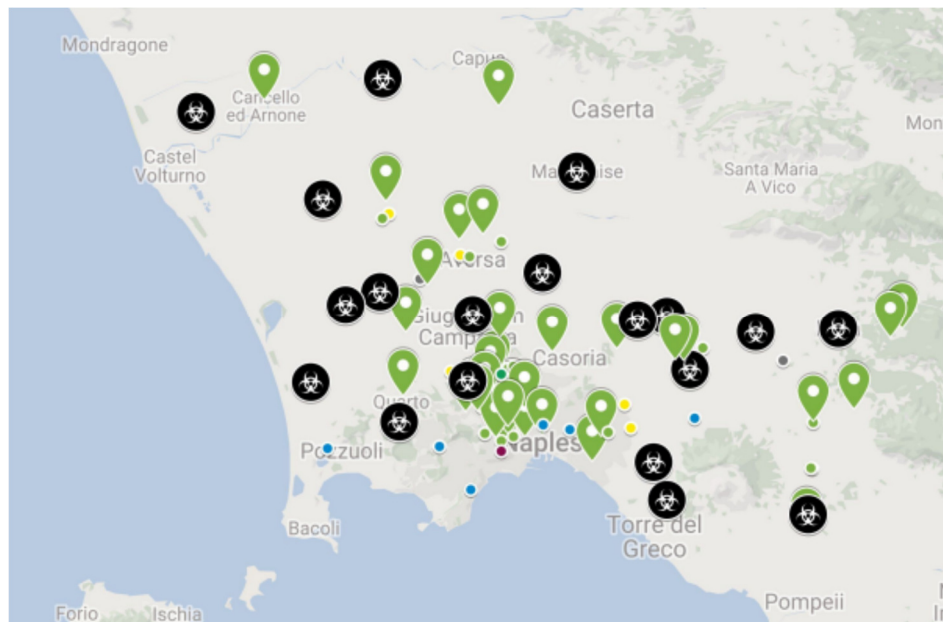 Mondragone
Capua
Cancello
ed Arnone
Caserta
Castel
Volturno
Santa Maria
A Vico
Aversa
Casoria
Quarto
Naples
Pozzuoli
Bacoli
Torre del
Greco
Pompeii
Forio
Ischia